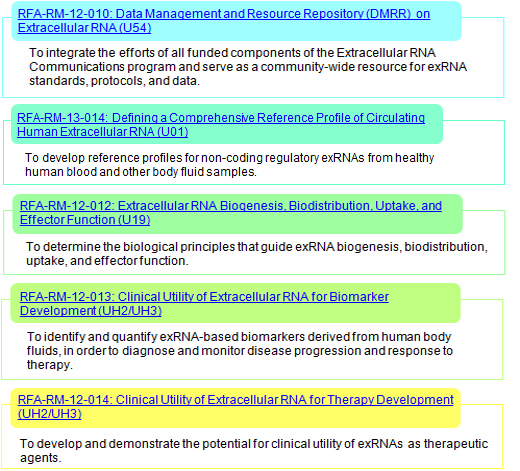 RFA-RM-12-010: Data Management and Resource Repository (DMRR) on
Extracellular RNA (U54)
To integrate the efforts of all funded components of the Extracellular RNA
Communications program and serve as a community-wide resource for exRNA
standards, protocols, and data.
RFA-RM-13-014: Defining a Comprehensive Reference Profile of Circulating
Human Extracellular RNA (U01)
To develop reference profiles for non-coding regulatory exRNAs from healthy
human blood and other body fluid samples.
RFA-RM-12-012: Extracellular RNA Biogenesis, Biodistribution, Uptake, and
Effector Function (U19)
To determine the biological principles that guide exRNA biogenesis, biodistribution,
uptake, and effector function.
RFA-RM-12-013: Clinical Utility of Extracellular RNA for Biomarker
Development (UH2/UH3)
To identify and quantify exRNA-based biomarkers derived from human body
fluids, in order to diagnose and monitor disease progression and response to
therapy.
RFA-RM-12-014: Clinical Utility of Extracellular RNA for Therapy Development
(UH2/UH3)
To develop and demonstrate the potential for clinical utility of exRNAs as therapeutic
agents.